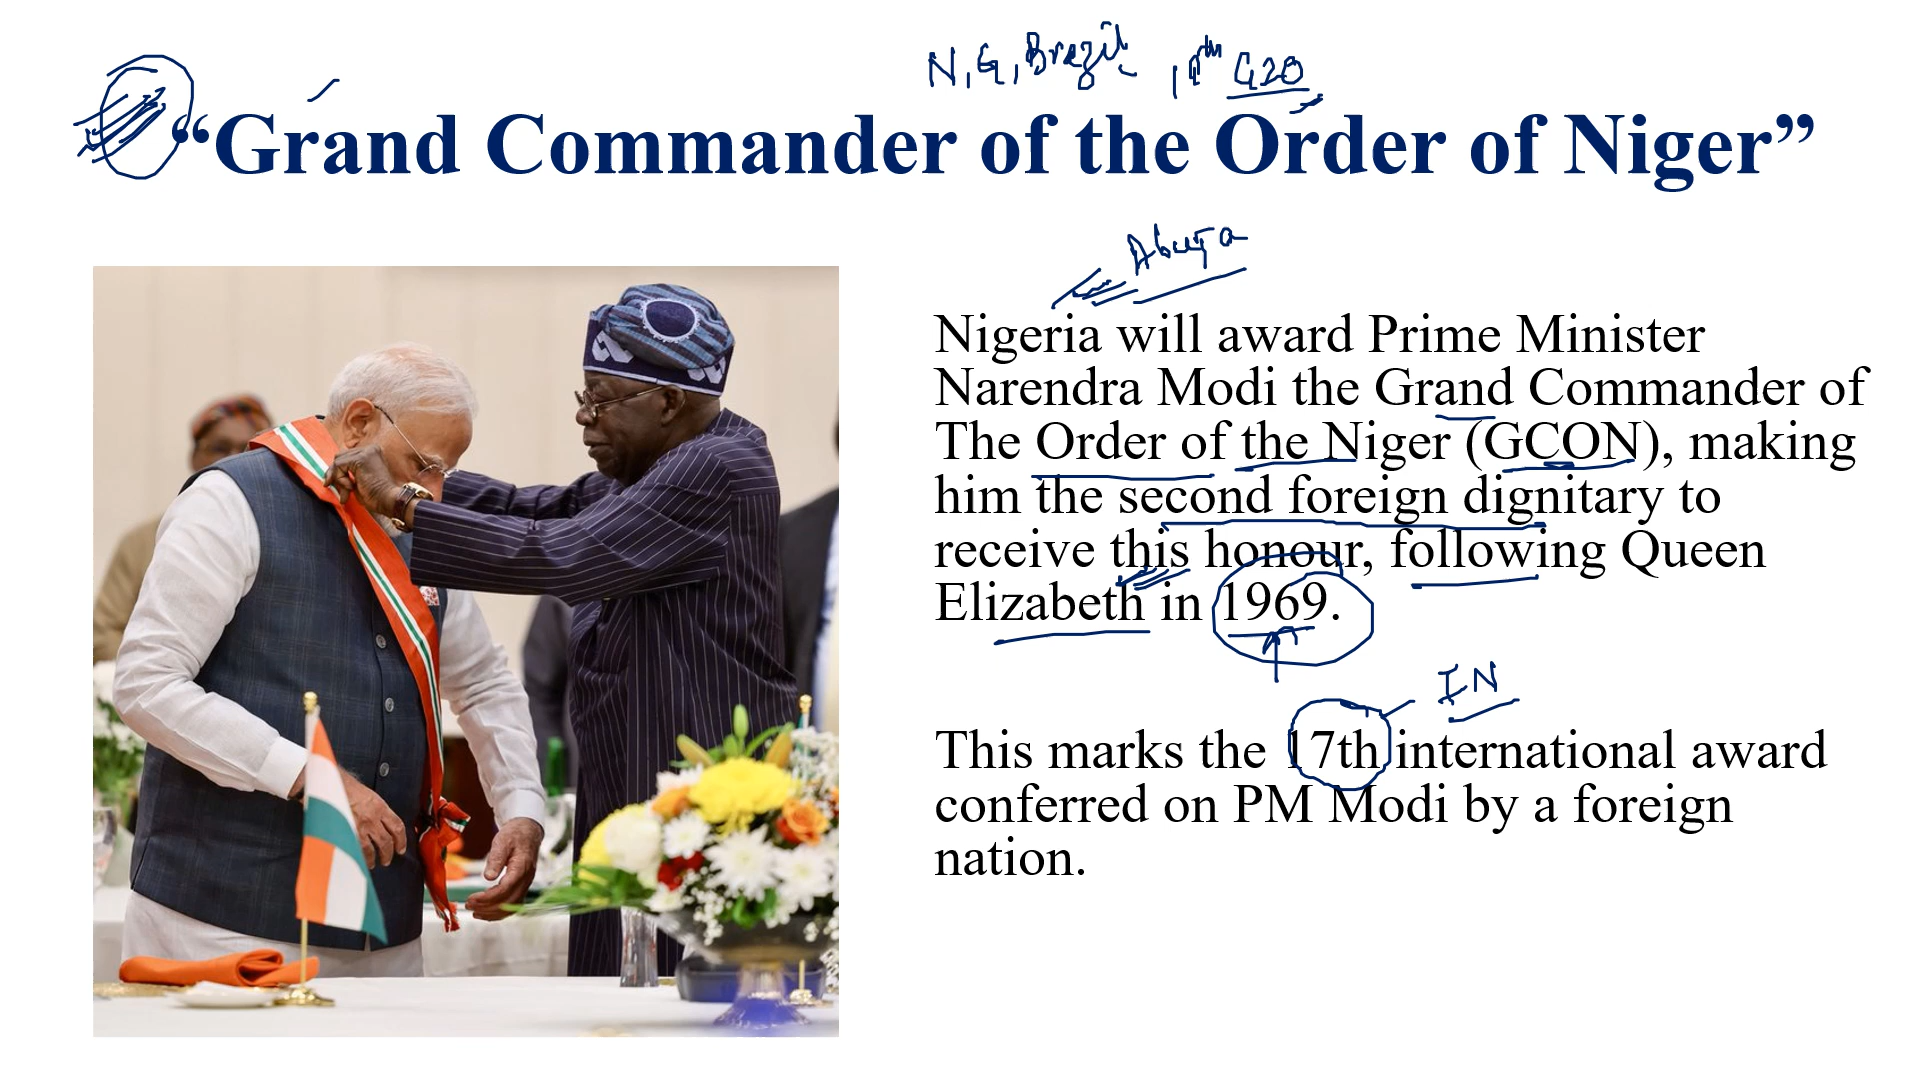 N, G, Brazil 19th G20
“Grand Commander of the Order of Niger”
Abuja
Nigeria will award Prime Minister
Narendra Modi the Grand Commander of
The Order of the Niger (GCON), making
him the second foreign dignitary to
receive this honour, following Queen
Elizabeth in 1969.
IN
This marks the 17th international award
conferred on PM Modi by a foreign
nation.